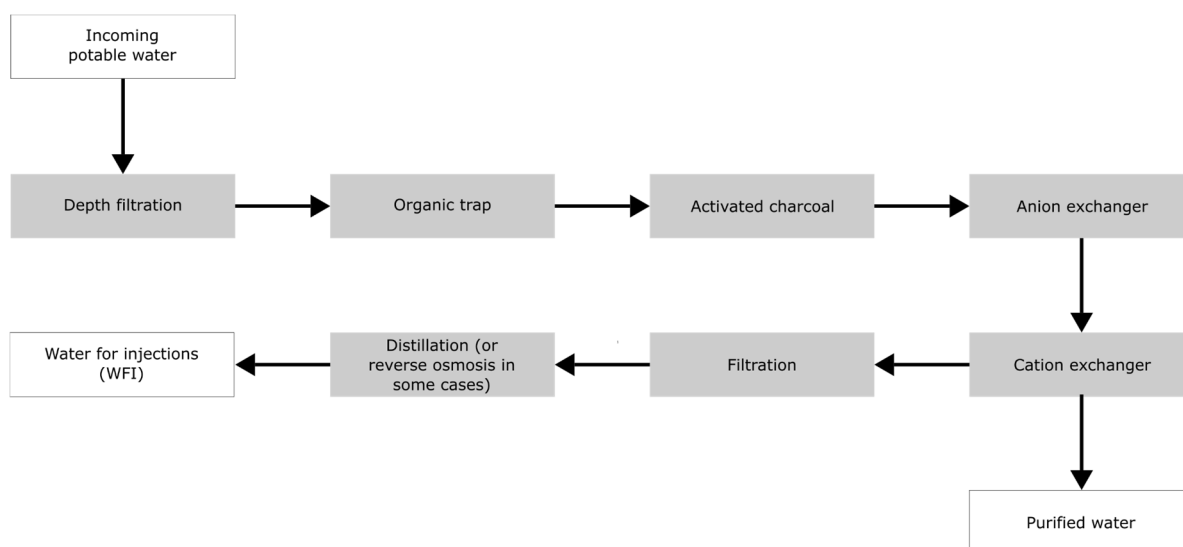 Incoming
potable water
Depth filtration
Organic trap
Activated charcoal
Anion exchanger
Water for injections
(WFI)
Distillation (or
reverse osmosis in
some cases)
Filtration
Cation exchanger
Purified water